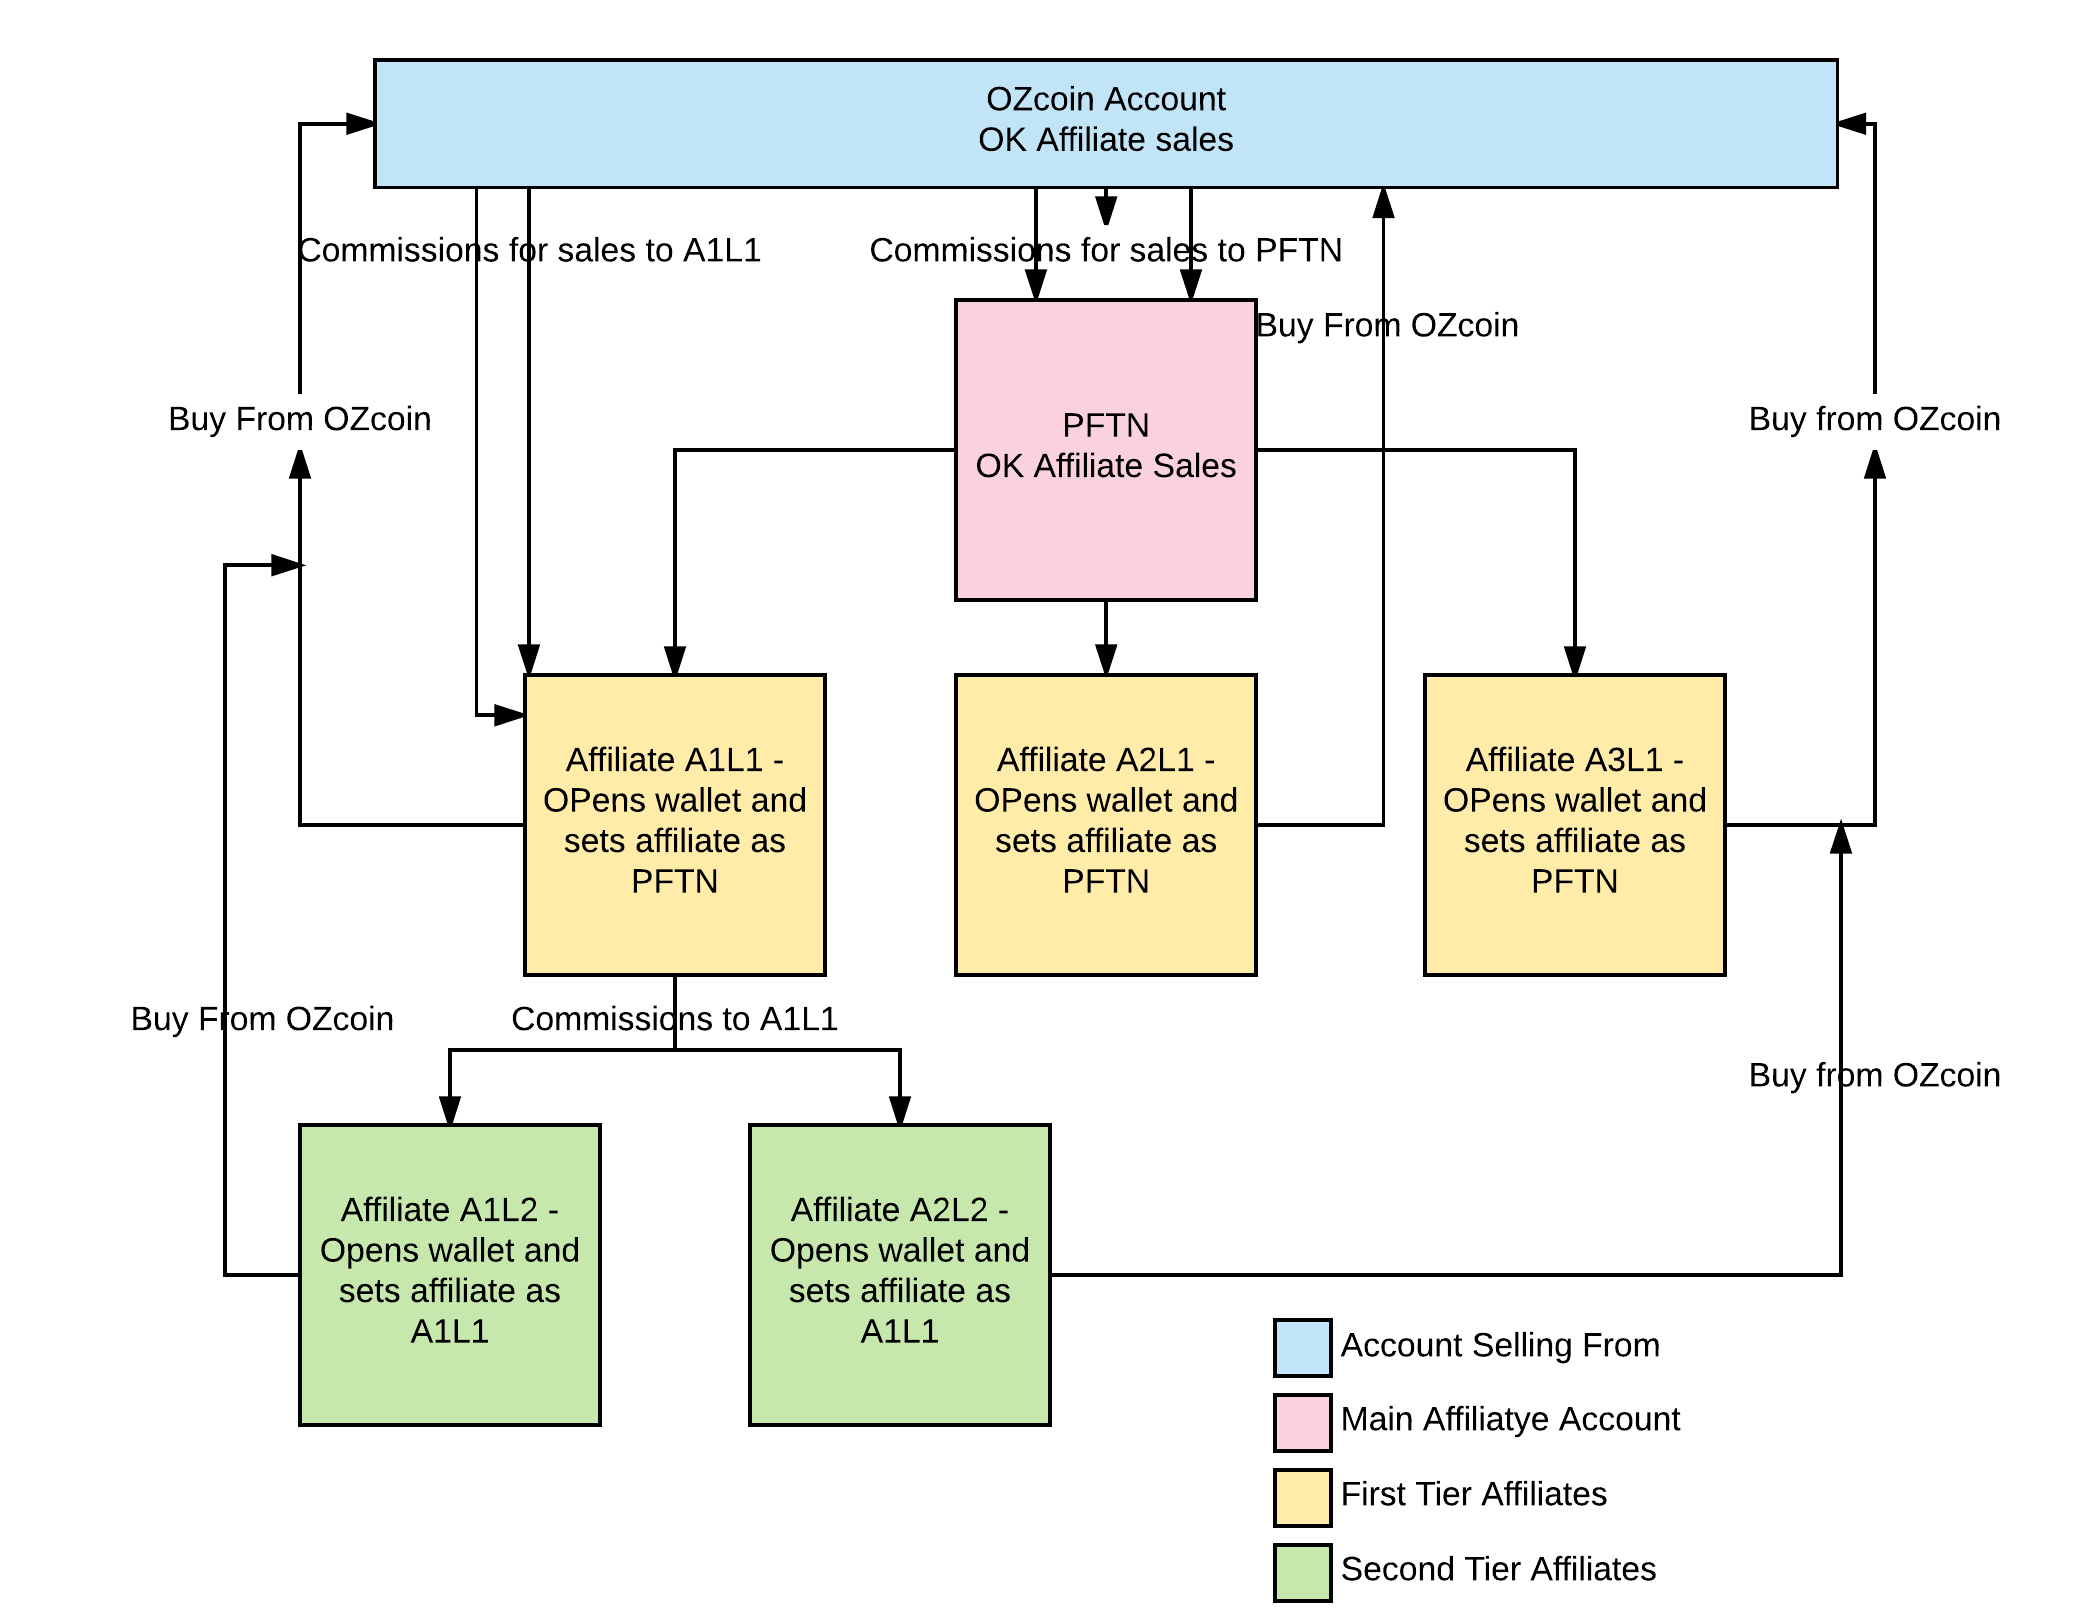 OZcoin Account
OK Affiliate sales
Commissions for sales to A1L1
Commissions for sales to PFTN
Buy From OZcoin
Buy From OZcoin
Buy from OZcoin
PFTN
OK Affiliate Sales
Affiliate A1L1 -
OPens wallet and
sets affiliate as
PFTN
Affiliate A2L1 -
OPens wallet and
sets affiliate as
PFTN
Affiliate A3L1 -
OPens wallet and
sets affiliate as
PFTN
Buy From OZcoin
Commissions to A1L1
Buy from OZcoin
Affiliate A1L2 -
Opens wallet and
sets affiliate as
A1L1
Affiliate A2L2 -
Opens wallet and
sets affiliate as
A1L1
Account Selling From
Main Affiliatye Account
First Tier Affiliates
Second Tier Affiliates